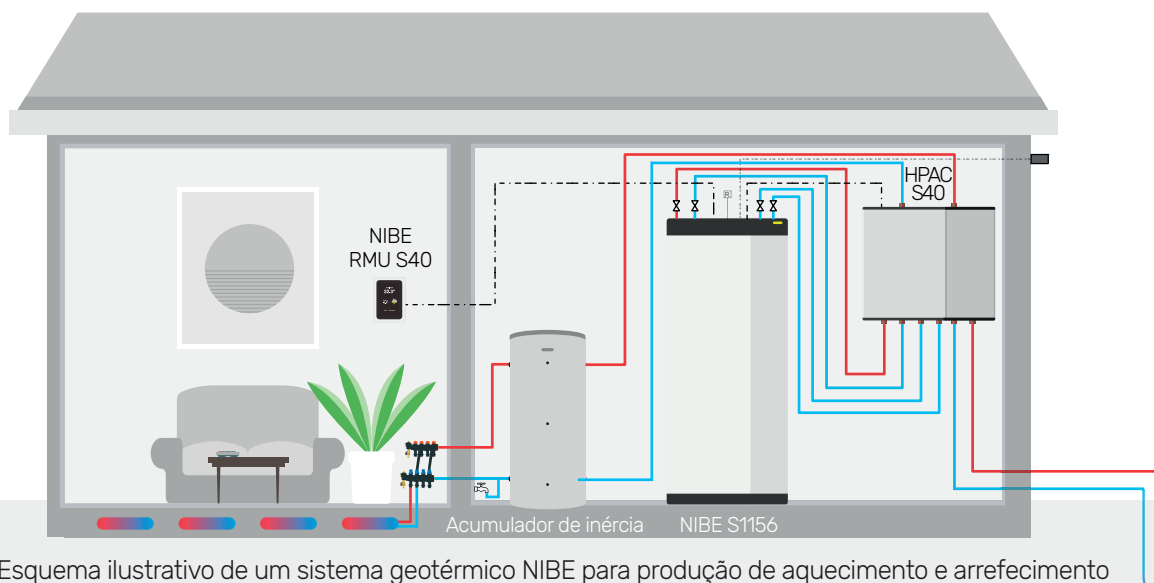 HPAC
S40
NIBE
RMU S40
Acumulador de inércia
NIBE S1156
Esquema ilustrativo de um sistema geotérmico NIBE para produção de aquecimento e arrefecimento